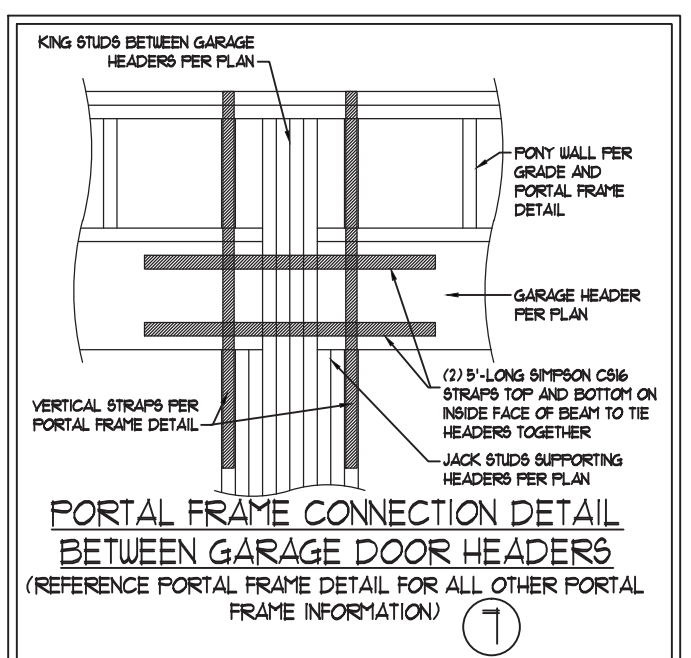 KING STUDS BETWEEN GARAGE
HEADERS PER PLAN
PONY WALL PER
GRADE AND
PORTAL FRAME
DETAIL
GARAGE HEADER
PER PLAN
(2) 5'-LONG SIMPSON CS16
STRAPS TOP AND BOTTOM ON
INSIDE FACE OF BEAM TO TIE
HEADERS TOGETHER
VERTICAL STRAPS PER
PORTAL FRAME DETAIL
JACK STUDS SUPPORTING
HEADERS PER PLAN
PORTAL FRAME CONNECTION DETAIL
BETWEEN GARAGE DOOR HEADERS
(REFERENCE PORTAL FRAME DETAIL FOR ALL OTHER PORTAL
FRAME INFORMATION)
7